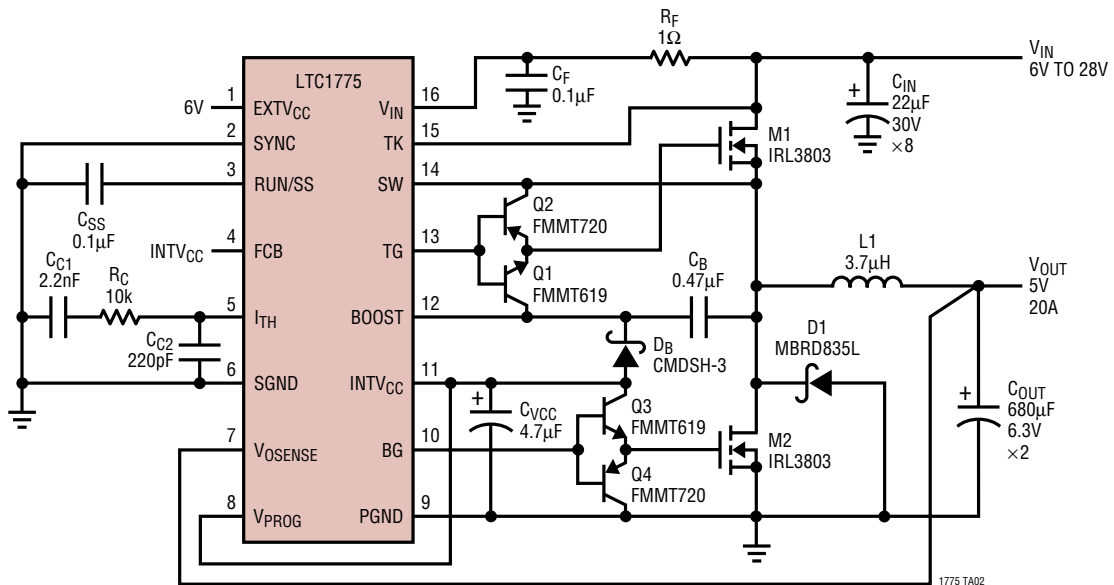 RF
1Ω
VIN
6V TO 28V
LTC1775
CF
0.1µF
CIN
22µF
30V
×8
+
6V
1
EXTVCC
VIN
16
2
SYNC
TK
15
M1
IRL3803
3
RUN/SS
SW
14
CSS
0.1µF
Q2
FMMT720
INTVCC
4
FCB
TG
13
Q1
FMMT619
CB
0.47µF
L1
3.7µH
VOUT
5V
20A
CC1
2.2nF
RC
10k
5
ITH
BOOST
12
CC2
220pF
DB
CMDSH-3
D1
MBRD835L
6
SGND
INTVCC
11
+
CVCC
4.7µF
Q3
FMMT619
+
COUT
680µF
6.3V
×2
7
VOSENSE
BG
10
M2
IRL3803
Q4
FMMT720
8
VPROG
PGND
9
1775 TA02